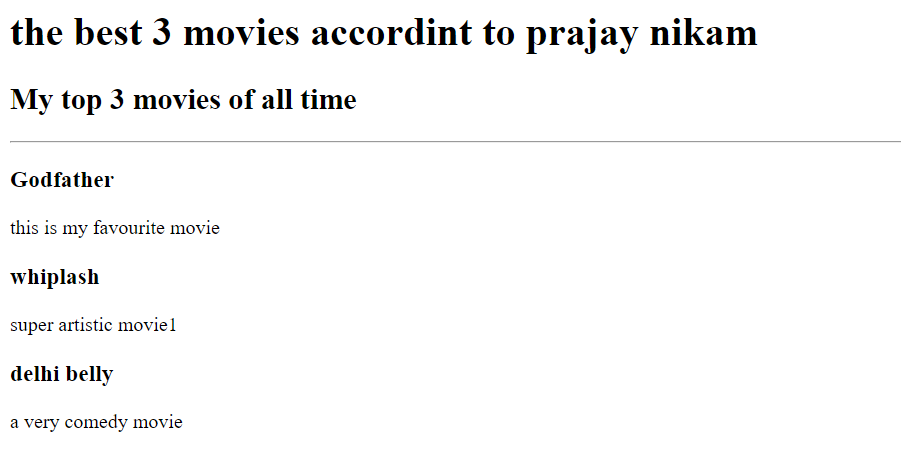 the best 3 movies accordint to prajay nikam
My top 3 movies of all time
Godfather
this is my favourite movie
whiplash
super artistic movie1
delhi belly
a very comedy movie